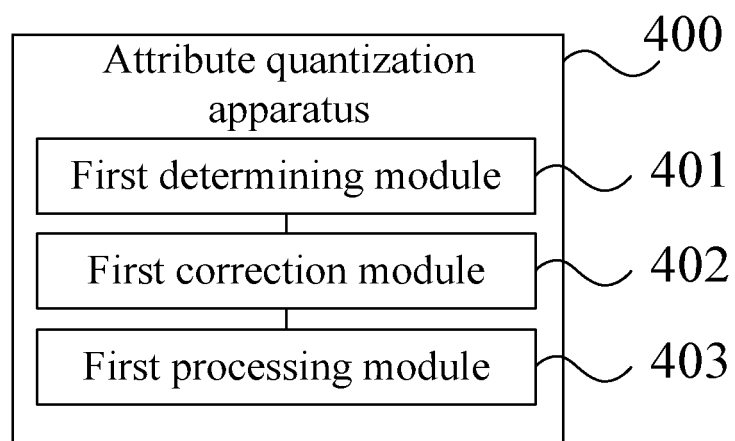 400
Attribute quantization
apparatus
First determining module
401
First correction module
402
First processing module
403